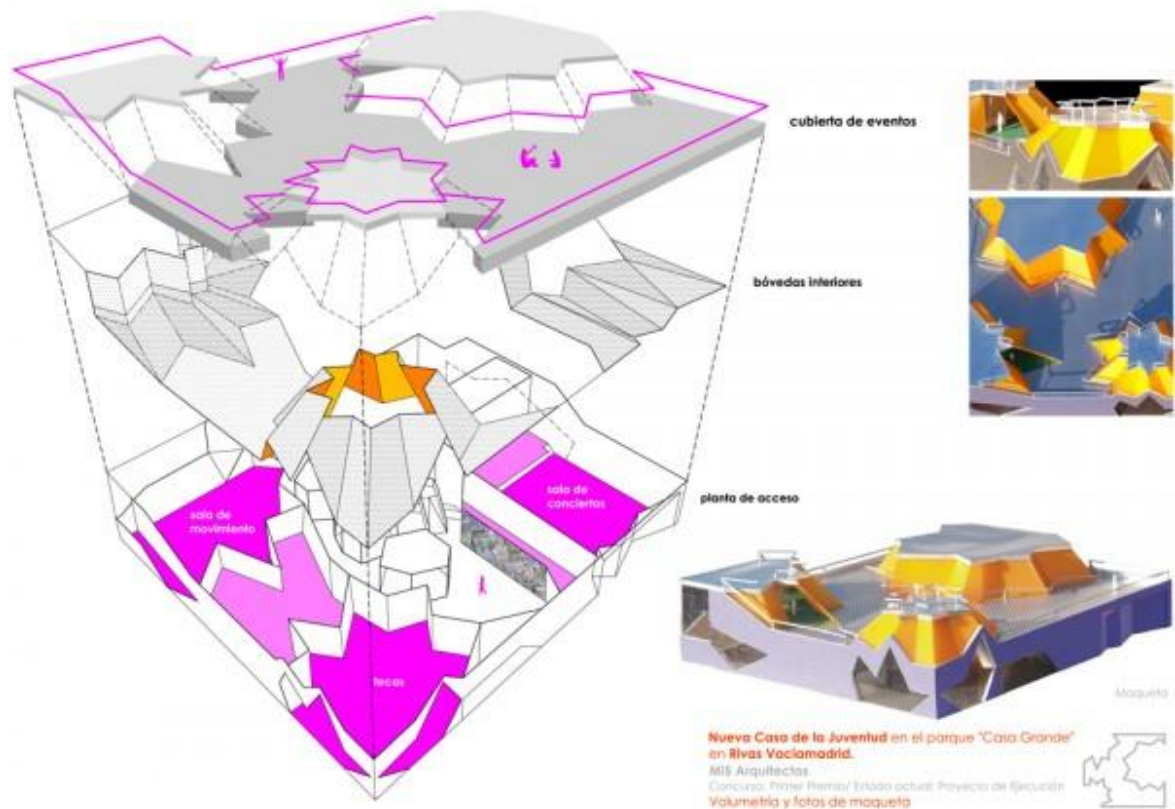 cubierta de eventos
bóvedas interiores
planta de acceso
sala de
movimiento
sala de
conciertos
tecas
Maqueta
Nueva Casa de la Juventud en el parque "Casa Grande"
en Rivas Vaciamadrid.
Mi5 Arquitectos
Concurso: Primer Premio/ Estado actual: Proyecto de Ejecución
Volumetría y fotos de maqueta